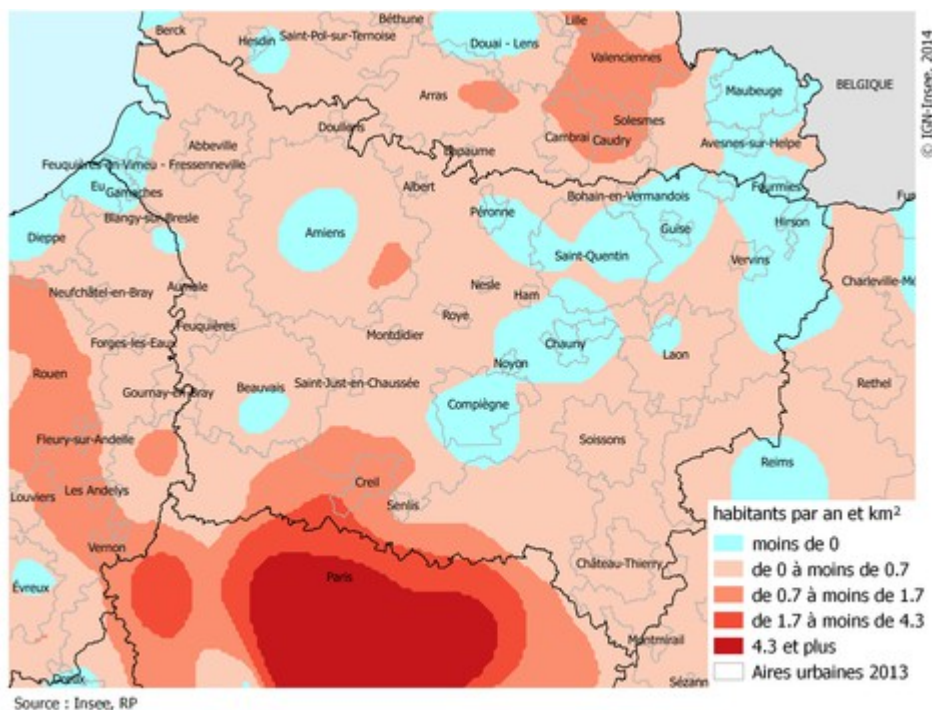 Berck
Béthune
Lille
Saint-Pol-sur-Ternoise
Hesdin
Douai - Lens
Valenciennes
© IGN-Insee, 2014
BELGIQUE
Maubeuge
Arras
Solesmes
Doullens
Cambrai
Caudry
Avesnes-sur-Helpe
Abbeville
Bapaume
Feuquières-en-Vimeu - Fressenneville
Albert
Fourmies
Eu
Gamaches
Bohain-en-Vermandois
Péronne
Blangy-sur-Bresle
Hirson
Dieppe
Amiens
Guise
Saint-Quentin
Vervins
Charleville-Mé
Neufchâtel-en-Bray
Aumale
Nesle
Ham
Roye
Feuquières
Montdidier
Forges-les-Eaux
Chauny
Laon
Noyon
Rouen
Saint-Just-en-Chaussée
Beauvais
Rethel
Gournay-en-Bray
Compiègne
Fleury-sur-Andelle
Soissons
Reims
Creil
Louviers
Les Andelys
Senlis
Vernon
Château-Thierry
Paris
Évreux
Montmirail
Sézann
habitants par an et km²
moins de 0
de 0 à moins de 0.7
de 0.7 à moins de 1.7
de 1.7 à moins de 4.3
4.3 et plus
Aires urbaines 2013
Source : Insee, RP